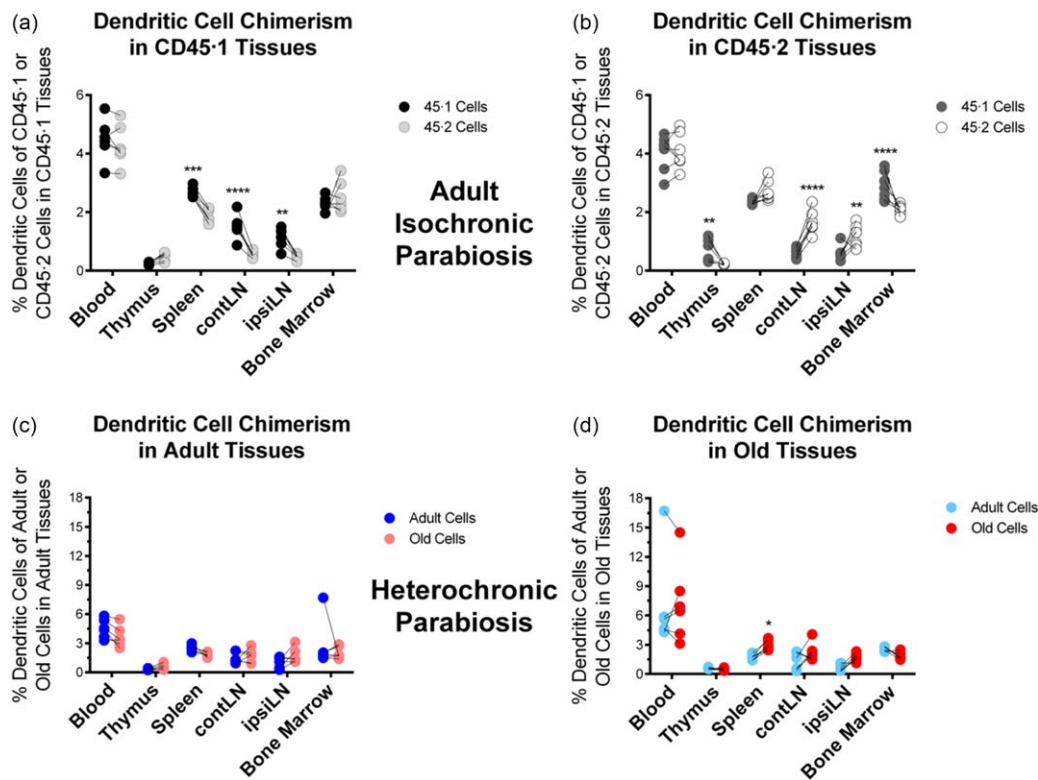 (a)
Dendritic Cell Chimerism
in CD45·1 Tissues
% Dendritic Cells of CD45·1 or
CD45·2 Cells in CD45·1 Tissues
6
4
2
0
45·1 Cells
45·2 Cells
***
****
**
Blood
Thymus
Spleen
contLN
ipsiLN
Bone Marrow
Adult
Isochronic
Parabiosis
(b)
Dendritic Cell Chimerism
in CD45·2 Tissues
% Dendritic Cells of CD45·1 or
CD45·2 Cells in CD45·2 Tissues
6
4
2
0
45·1 Cells
45·2 Cells
**
****
**
****
Blood
Thymus
Spleen
contLN
ipsiLN
Bone Marrow
(c)
Dendritic Cell Chimerism
in Adult Tissues
% Dendritic Cells of Adult or
Old Cells in Adult Tissues
18
15
12
9
6
3
0
Adult Cells
Old Cells
Blood
Thymus
Spleen
contLN
ipsiLN
Bone Marrow
Heterochronic
Parabiosis
(d)
Dendritic Cell Chimerism
in Old Tissues
% Dendritic Cells of Adult or
Old Cells in Old Tissues
18
15
12
9
6
3
0
Adult Cells
Old Cells
*
Blood
Thymus
Spleen
contLN
ipsiLN
Bone Marrow